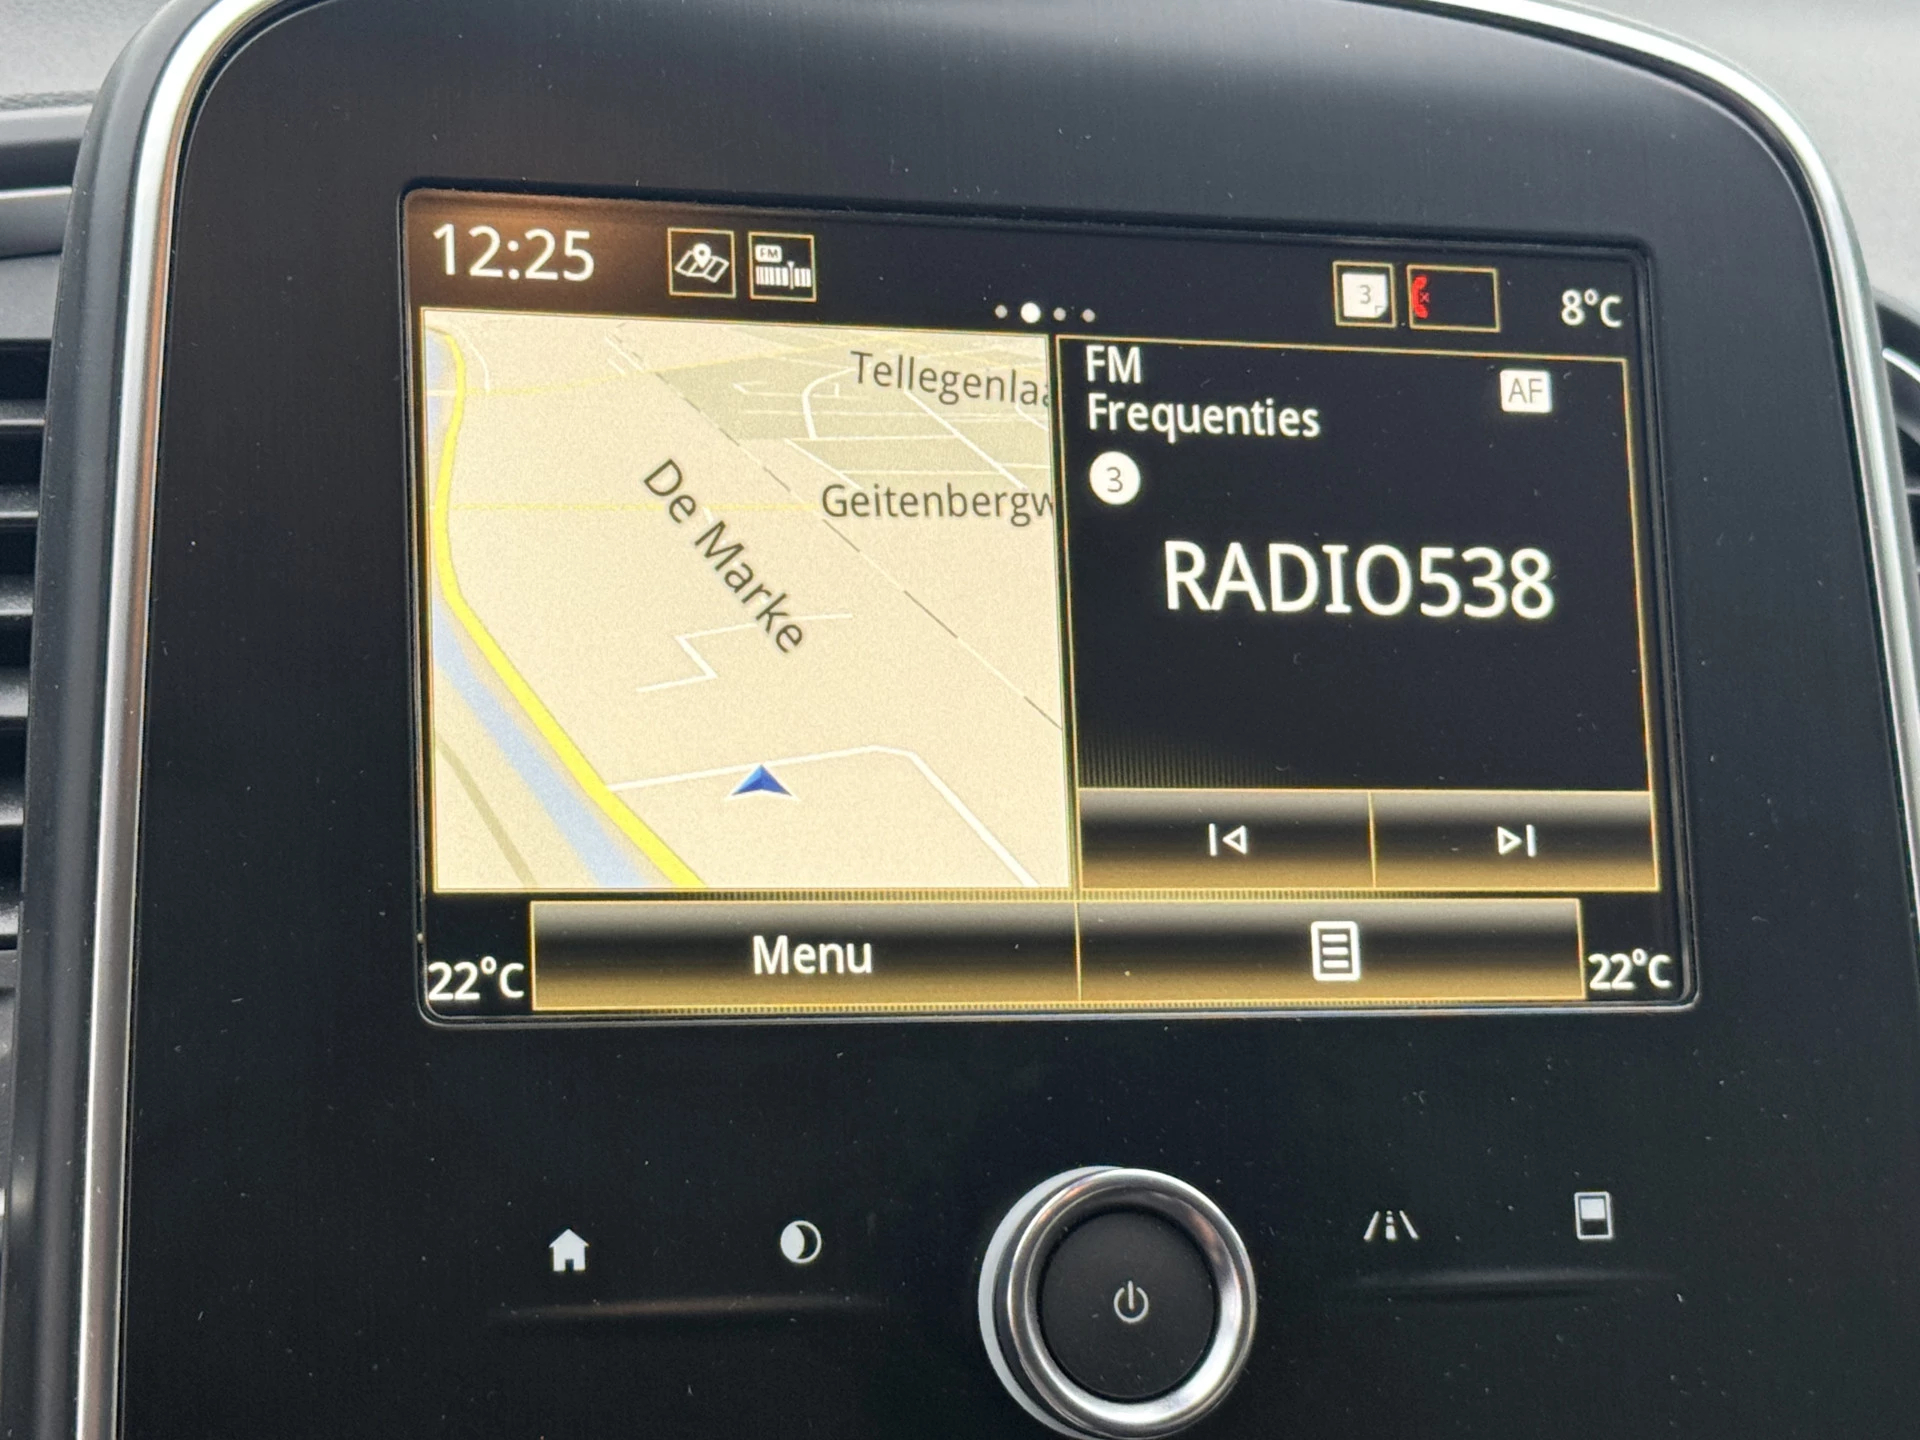 12:25
FM
3
8°C
Tellegenlaa
De Marke
Geitenbergw
FM
Frequenties
AF
3
RADIO538
22°C
Menu
22°C